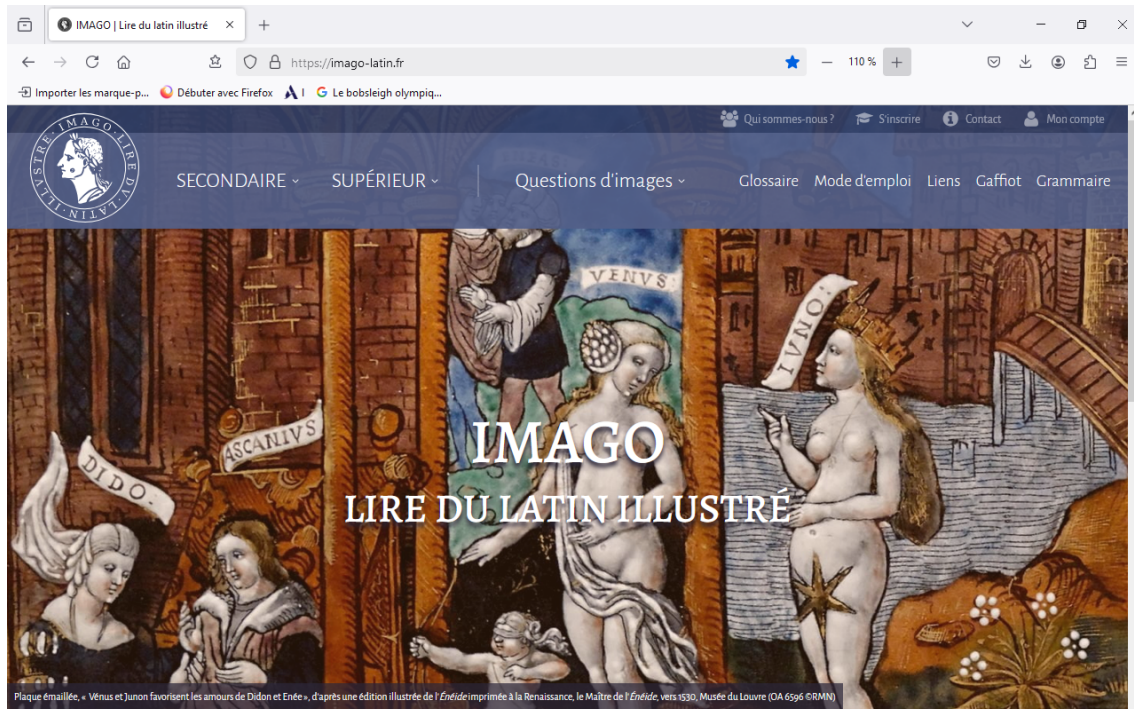 IMAGO | Lire du latin illustré
https://imago-latin.fr
110 %
Importer les marque-p... Débuter avec Firefox I G Le bobsleigh olympiq...
Qui sommes-nous ? S'inscrire Contact Mon compte
IMAGO · LIRE DV LATIN ILLVSTRE
SECONDAIRE SUPÉRIEUR Questions d'images Glossaire Mode d'emploi Liens Gaffiot Grammaire
VENVS
IVNO
ASCANIVS
DIDO
IMAGO
LIRE DU LATIN ILLUSTRÉ
Plaque émaillée, « Vénus et Junon favorisent les amours de Didon et Enée », d'après une édition illustrée de l'Énéide imprimée à la Renaissance, le Maître de l'Énéide, vers 1530, Musée du Louvre (OA 6596 ©RMN)